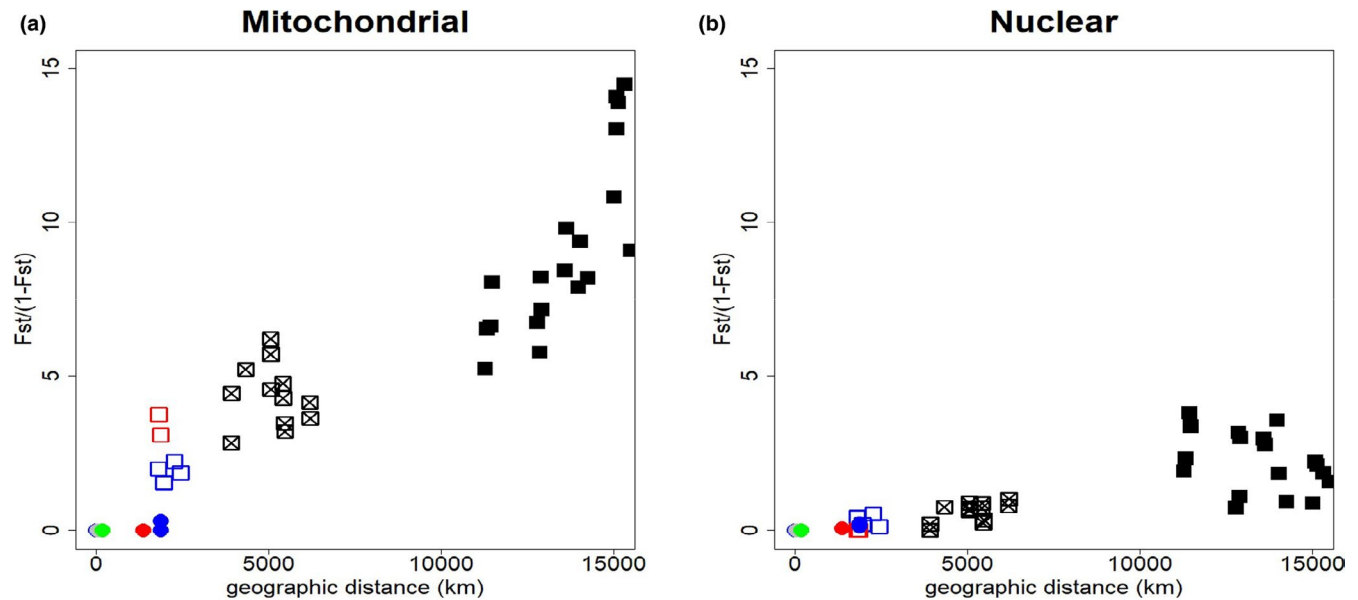 (a) Mitochondrial
Fst/(1-Fst)
15
10
5
0
0 5000 10000 15000
geographic distance (km)
(b) Nuclear
Fst/(1-Fst)
15
10
5
0
0 5000 10000 15000
geographic distance (km)